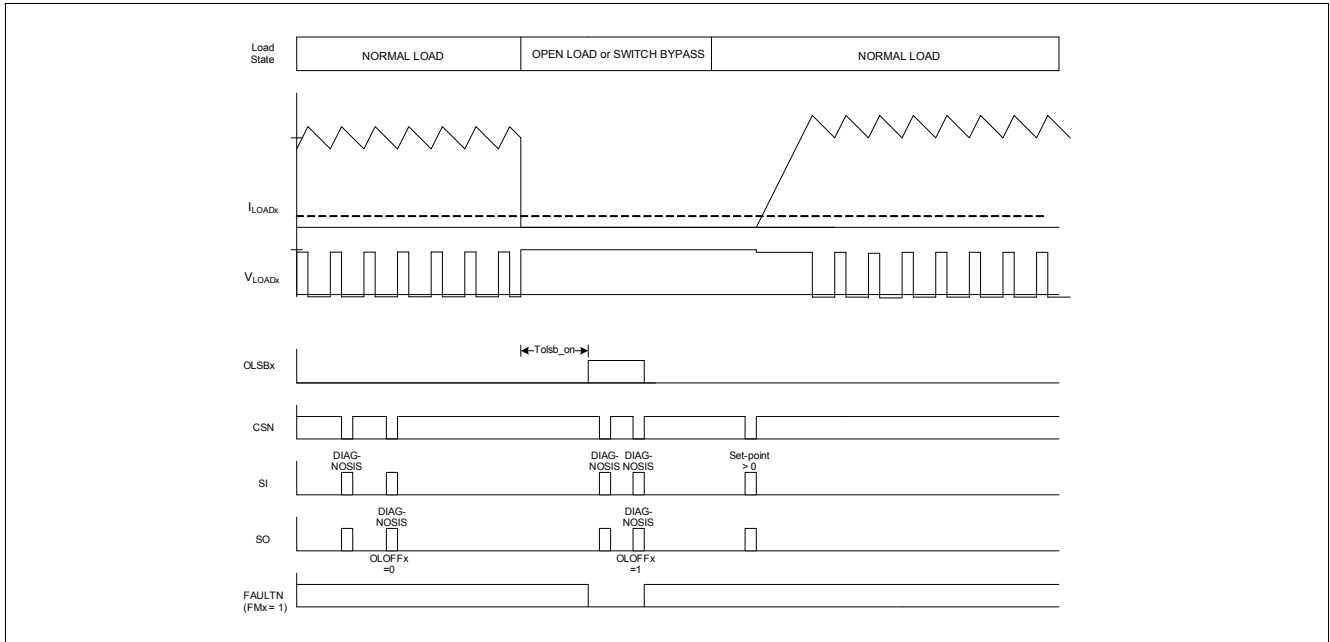 Load
State
NORMAL LOAD
OPEN LOAD or SWITCH BYPASS
NORMAL LOAD
ILOADx
VLOADx
Tolsb_on
OLSBx
CSN
DIAG-
NOSIS
DIAG-
NOSIS
DIAG-
NOSIS
Set-point
> 0
SI
DIAG-
NOSIS
DIAG-
NOSIS
SO
OLOFFx
=0
OLOFFx
=1
FAULTN
(FMx = 1)